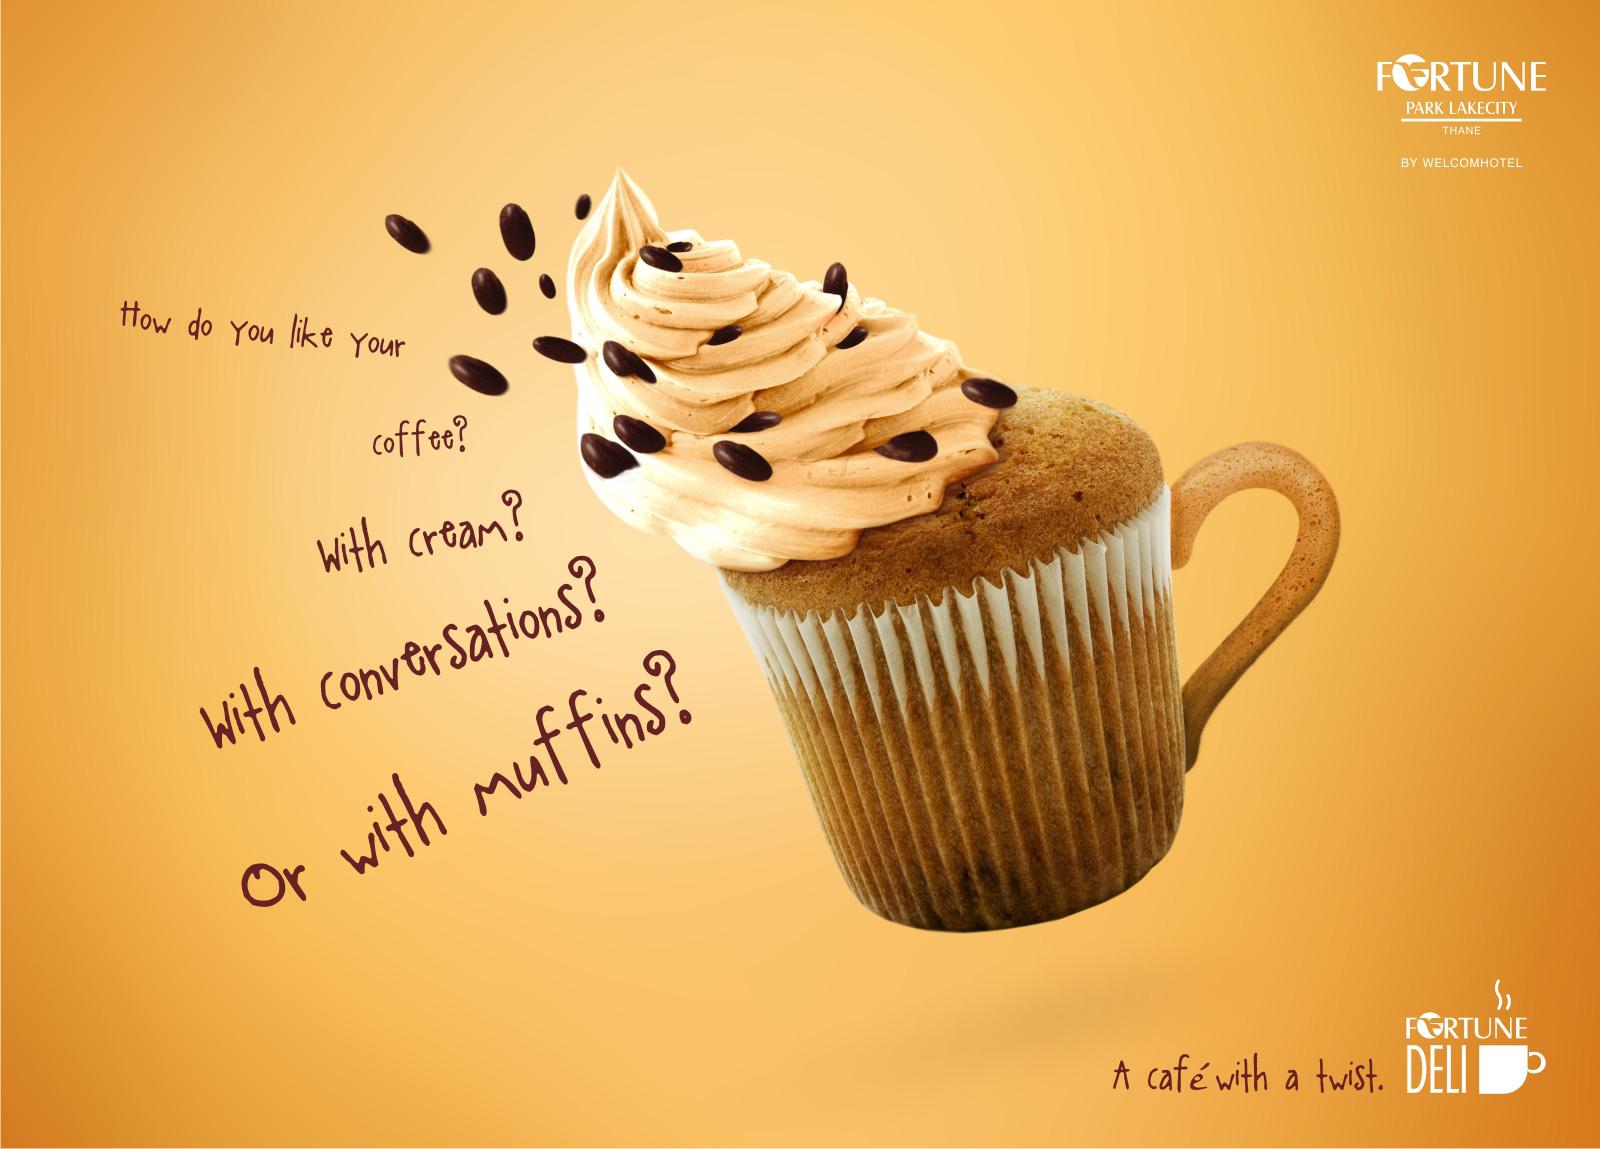 FORTUNE
PARK LAKECITY
THANE
BY WELCOMHOTEL
How do you like your
coffee?
With cream?
With conversations?
Or with muffins?
A café with a twist.
FORTUNE
DELI